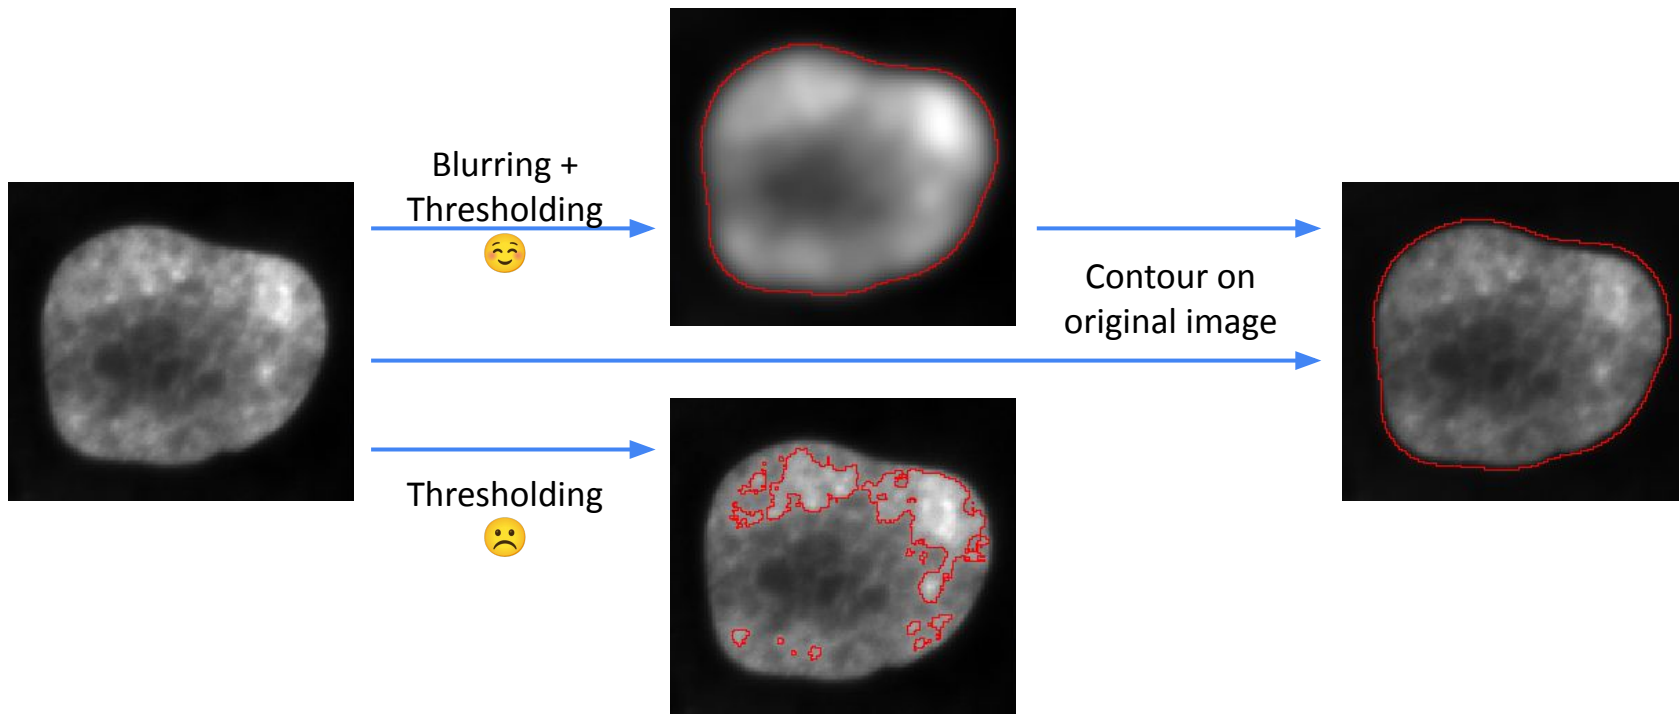 Blurring +
Thresholding
Contour on
original image
Thresholding